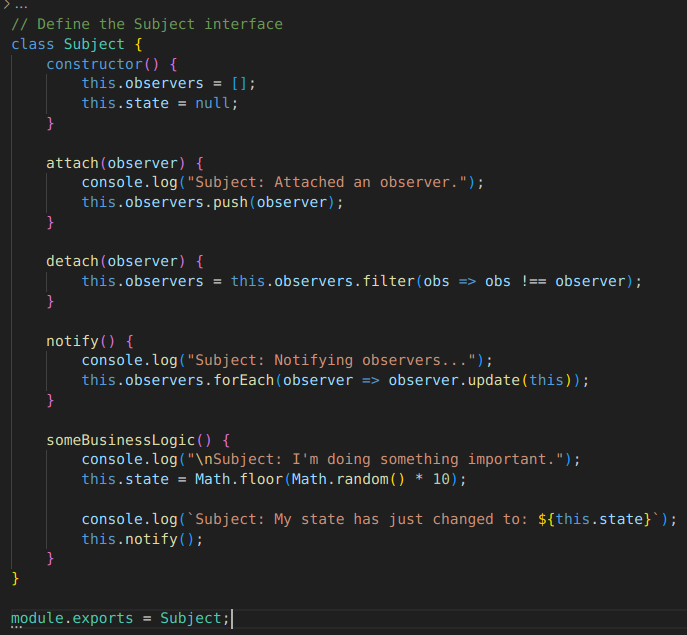 > ...
// Define the Subject interface
class Subject {
    constructor() {
        this.observers = [];
        this.state = null;
    }

    attach(observer) {
        console.log("Subject: Attached an observer.");
        this.observers.push(observer);
    }

    detach(observer) {
        this.observers = this.observers.filter(obs => obs !== observer);
    }

    notify() {
        console.log("Subject: Notifying observers...");
        this.observers.forEach(observer => observer.update(this));
    }

    someBusinessLogic() {
        console.log("\nSubject: I'm doing something important.");
        this.state = Math.floor(Math.random() * 10);

        console.log(`Subject: My state has just changed to: ${this.state}`);
        this.notify();
    }
}

module.exports = Subject;